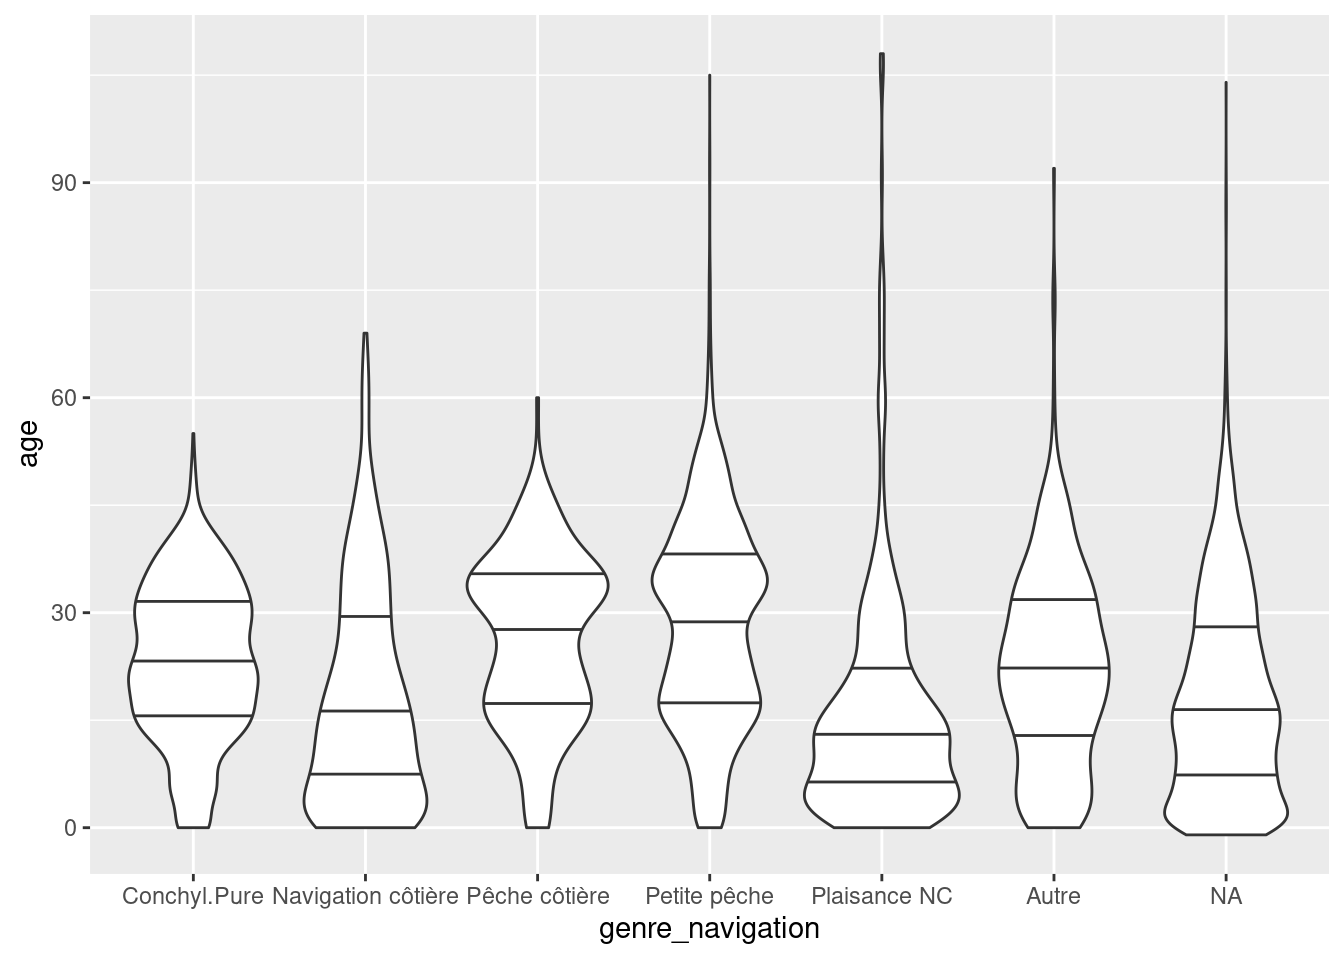 90
60
30
0
age
Conchyl.Pure Navigation côtière Pêche côtière Petite pêche Plaisance NC Autre NA
genre_navigation